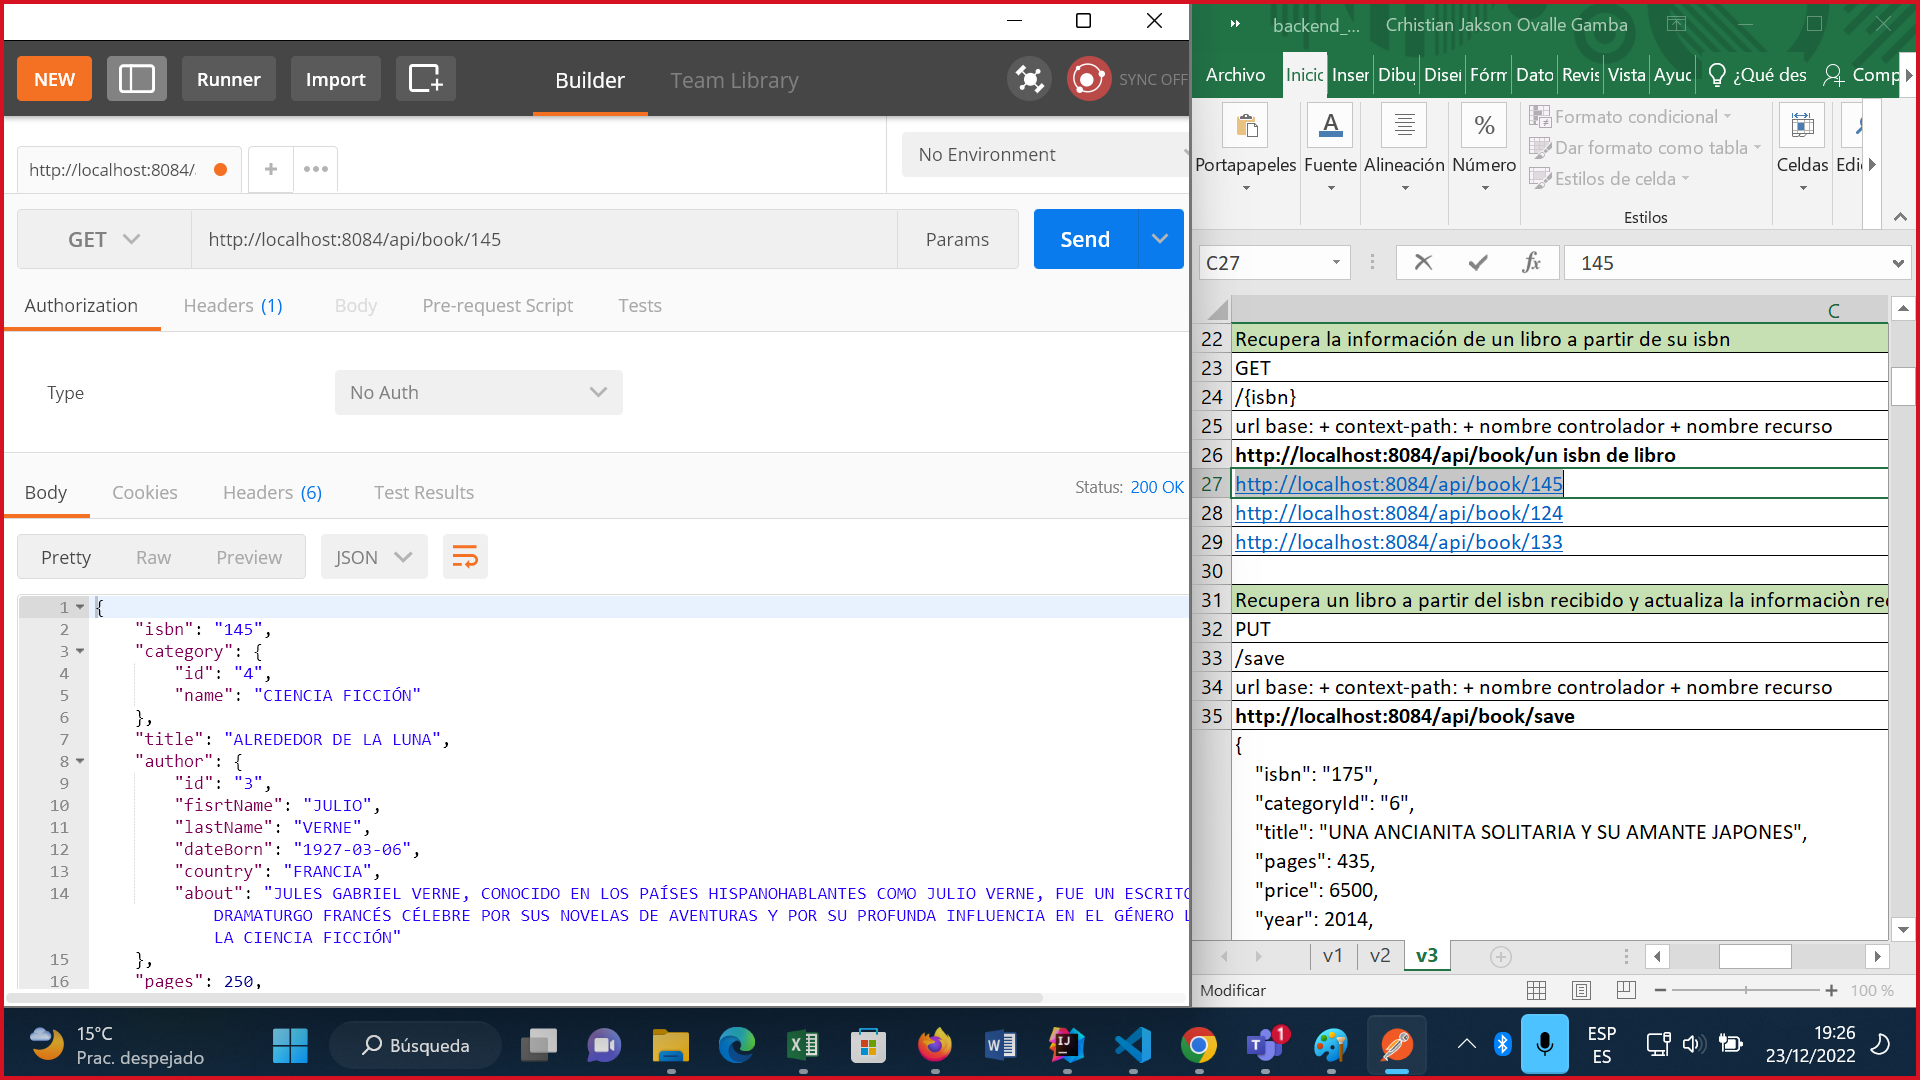 NEW
Runner
Import
Builder
Team Library
SYNC OFF
http://localhost:8084/
No Environment
GET
http://localhost:8084/api/book/145
Params
Send
Authorization
Headers (1)
Body
Pre-request Script
Tests
Type
No Auth
Body
Cookies
Headers (6)
Test Results
Status: 200 OK
Pretty
Raw
Preview
JSON
1 {
2 "isbn": "145",
3 "category": {
4 "id": "4",
5 "name": "CIENCIA FICCIÓN"
6 },
7 "title": "ALREDEDOR DE LA LUNA",
8 "author": {
9 "id": "3",
10 "fisrtName": "JULIO",
11 "lastName": "VERNE",
12 "dateBorn": "1927-03-06",
13 "country": "FRANCIA",
14 "about": "JULES GABRIEL VERNE, CONOCIDO EN LOS PAÍSES HISPANOHABLANTES COMO JULIO VERNE, FUE UN ESCRITO
DRAMATURGO FRANCÉS CÉLEBRE POR SUS NOVELAS DE AVENTURAS Y POR SU PROFUNDA INFLUENCIA EN EL GÉNERO L
LA CIENCIA FICCIÓN"
15 },
16 "pages": 250,
backend_...
Crhistian Jakson Ovalle Gamba
Archivo
Inicio
Inser
Dibu
Disei
Fórm
Dato
Revis
Vista
Ayuc
¿Qué des
Comp
Portapapeles
Fuente
Alineación
Número
Formato condicional
Dar formato como tabla
Estilos de celda
Estilos
Celdas
Edi
C27
fx
145
C
22 Recupera la información de un libro a partir de su isbn
23 GET
24 /{isbn}
25 url base: + context-path: + nombre controlador + nombre recurso
26 http://localhost:8084/api/book/un isbn de libro
27 http://localhost:8084/api/book/145
28 http://localhost:8084/api/book/124
29 http://localhost:8084/api/book/133
30
31 Recupera un libro a partir del isbn recibido y actualiza la informaciòn re
32 PUT
33 /save
34 url base: + context-path: + nombre controlador + nombre recurso
35 http://localhost:8084/api/book/save
{
"isbn": "175",
"categoryId": "6",
"title": "UNA ANCIANITA SOLITARIA Y SU AMANTE JAPONES",
"pages": 435,
"price": 6500,
"year": 2014,
v1
v2
v3
Modificar
100 %
15°C
Prac. despejado
Búsqueda
1
ESP
ES
19:26
23/12/2022